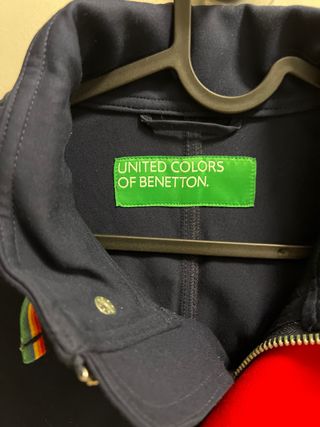 UNITED COLORS
OF BENETTON.